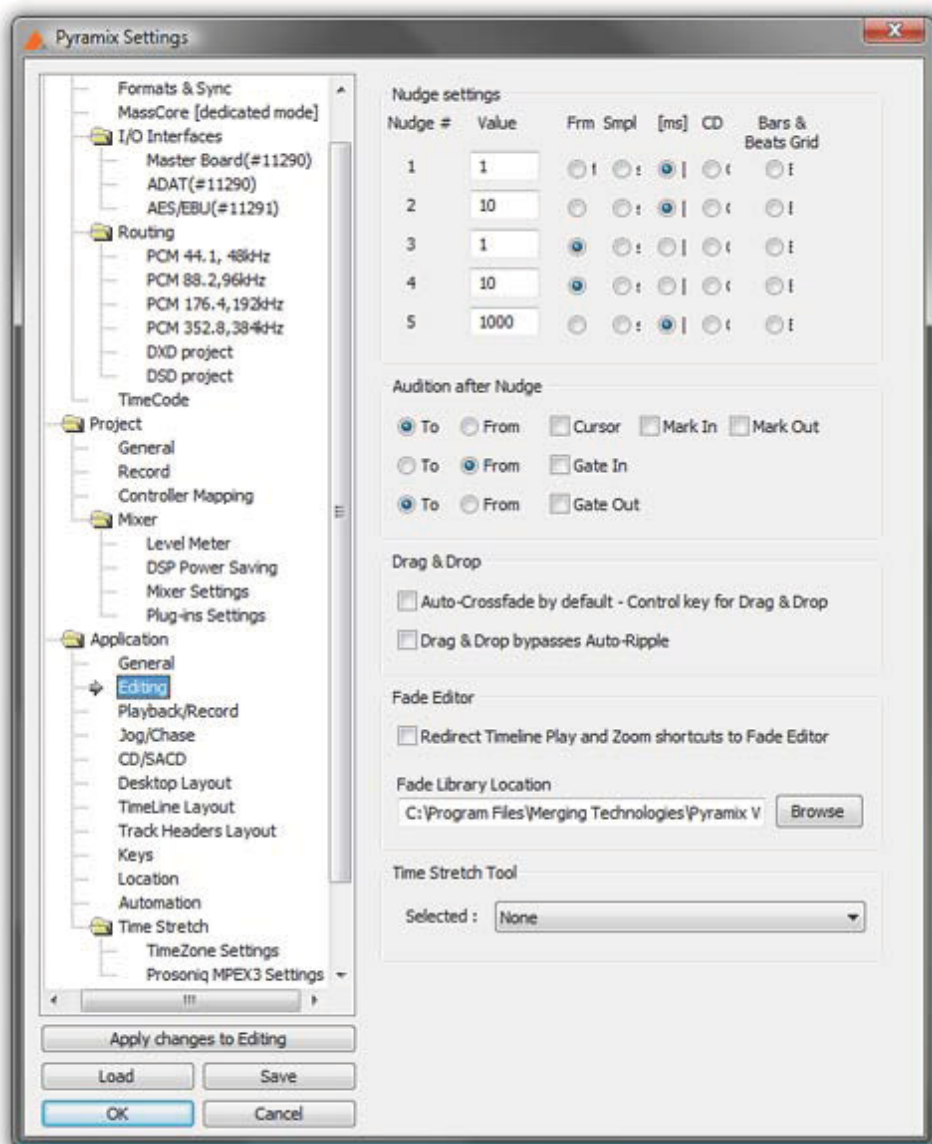 Pyramix Settings
Formats & Sync
MassCore [dedicated mode]
I/O Interfaces
Master Board(#11290)
ADAT(#11290)
AES/EBU(#11291)
Routing
PCM 44.1, 48kHz
PCM 88.2,96kHz
PCM 176.4,192kHz
PCM 352.8,384kHz
DXD project
DSD project
TimeCode
Project
General
Record
Controller Mapping
Mixer
Level Meter
DSP Power Saving
Mixer Settings
Plug-ins Settings
Application
General
Editing
Playback/Record
Jog/Chase
CD/SACD
Desktop Layout
TimeLine Layout
Track Headers Layout
Keys
Location
Automation
Time Stretch
TimeZone Settings
Prosoniq MPEX3 Settings
Apply changes to Editing
Load Save
OK Cancel
Nudge settings
Nudge # Value Frm Smpl [ms] CD Bars &
Beats Grid
1 1
2 10
3 1
4 10
5 1000
Audition after Nudge
To From Cursor Mark In Mark Out
To From Gate In
To From Gate Out
Drag & Drop
Auto-Crossfade by default - Control key for Drag & Drop
Drag & Drop bypasses Auto-Ripple
Fade Editor
Redirect Timeline Play and Zoom shortcuts to Fade Editor
Fade Library Location
C:\Program Files\Merging Technologies\Pyramix V Browse
Time Stretch Tool
Selected : None